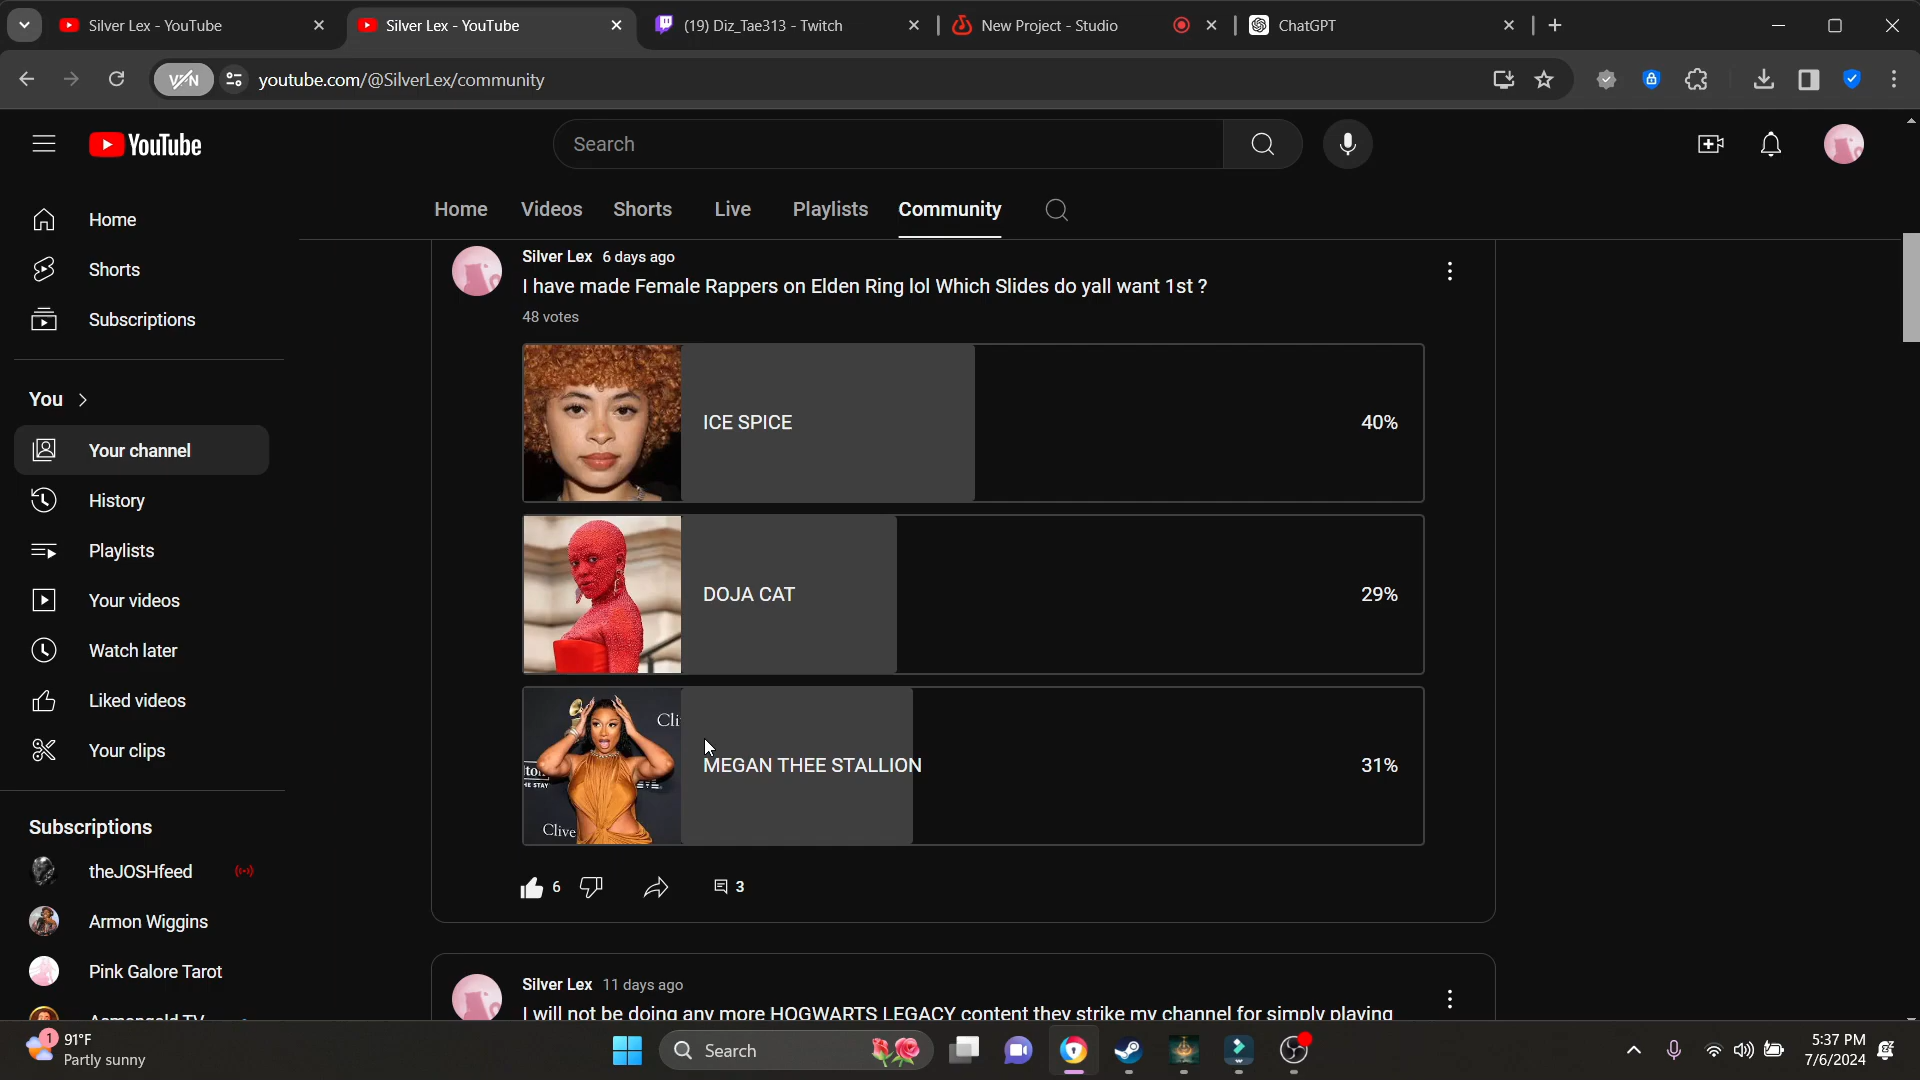 Silver Lex - YouTube
Silver Lex - YouTube
(19) Diz_Tae313 - Twitch
New Project - Studio
ChatGPT
VPN
youtube.com/@SilverLex/community
YouTube
Search
Home
Videos
Shorts
Live
Playlists
Community
Home
Shorts
Subscriptions
You
Your channel
History
Playlists
Your videos
Watch later
Liked videos
Your clips
Subscriptions
theJOSHfeed
Armon Wiggins
Pink Galore Tarot
Asmongold TV
Silver Lex 6 days ago
I have made Female Rappers on Elden Ring lol Which Slides do yall want 1st ?
48 votes
ICE SPICE
40%
DOJA CAT
29%
Cli
Clive
MEGAN THEE STALLION
31%
6
3
Silver Lex 11 days ago
I will not be doing any more HOGWARTS LEGACY content they strike my channel for simply playing
1
91°F
Partly sunny
Search
5:37 PM
7/6/2024